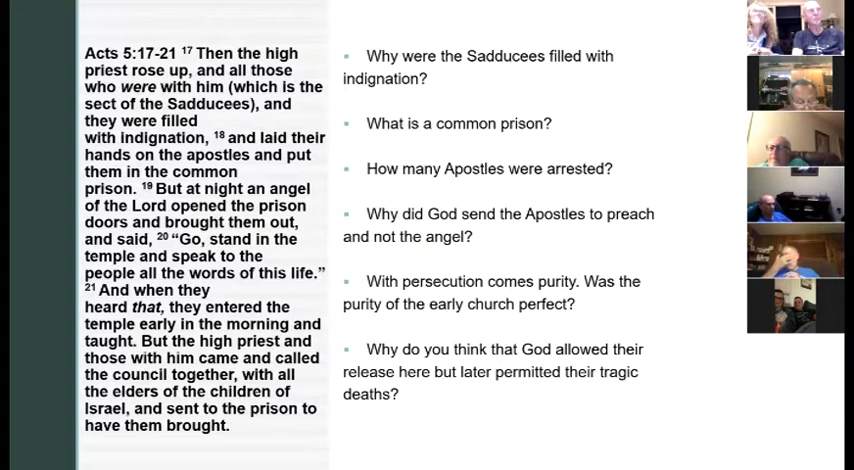 Acts 5:17-21 17 Then the high
priest rose up, and all those
who were with him (which is the
sect of the Sadducees), and
they were filled
with indignation, 18 and laid their
hands on the apostles and put
them in the common
prison. 19 But at night an angel
of the Lord opened the prison
doors and brought them out,
and said, 20 “Go, stand in the
temple and speak to the
people all the words of this life.”
21 And when they
heard that, they entered the
temple early in the morning and
taught. But the high priest and
those with him came and called
the council together, with all
the elders of the children of
Israel, and sent to the prison to
have them brought.
Why were the Sadducees filled with
indignation?
What is a common prison?
How many Apostles were arrested?
Why did God send the Apostles to preach
and not the angel?
With persecution comes purity. Was the
purity of the early church perfect?
Why do you think that God allowed their
release here but later permitted their tragic
deaths?